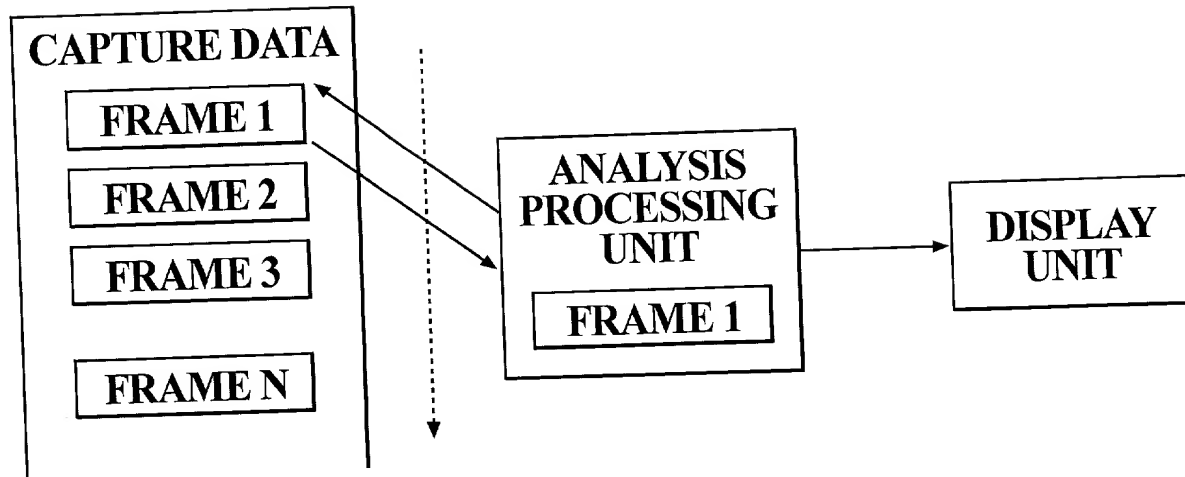 CAPTURE DATA
FRAME 1
FRAME 2
FRAME 3
FRAME N
ANALYSIS
PROCESSING
UNIT
FRAME 1
DISPLAY
UNIT